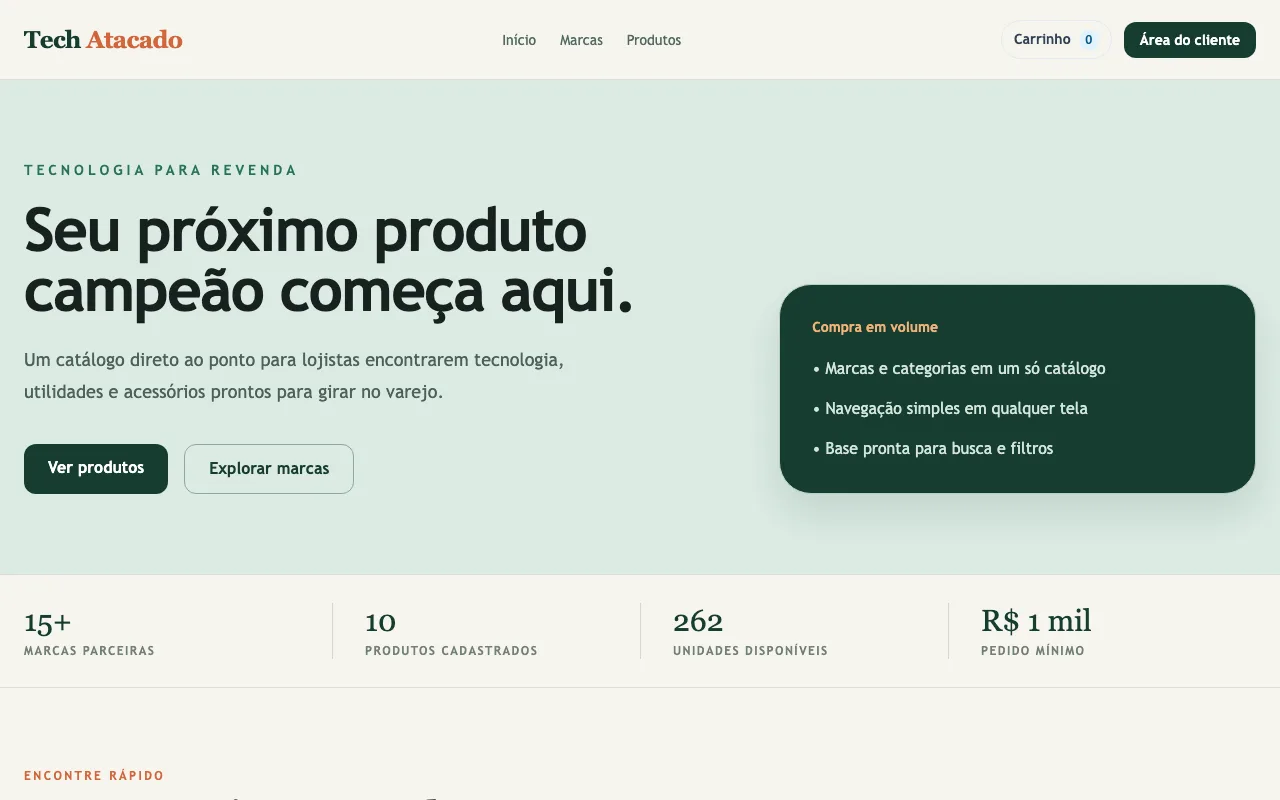 Tech Atacado
Início
Marcas
Produtos
Carrinho 0
Área do cliente
TECNOLOGIA PARA REVENDA
Seu próximo produto
campeão começa aqui.
Um catálogo direto ao ponto para lojistas encontrarem tecnologia,
utilidades e acessórios prontos para girar no varejo.
Ver produtos
Explorar marcas
Compra em volume
• Marcas e categorias em um só catálogo
• Navegação simples em qualquer tela
• Base pronta para busca e filtros
15+
MARCAS PARCEIRAS
10
PRODUTOS CADASTRADOS
262
UNIDADES DISPONÍVEIS
R$ 1 mil
PEDIDO MÍNIMO
ENCONTRE RÁPIDO